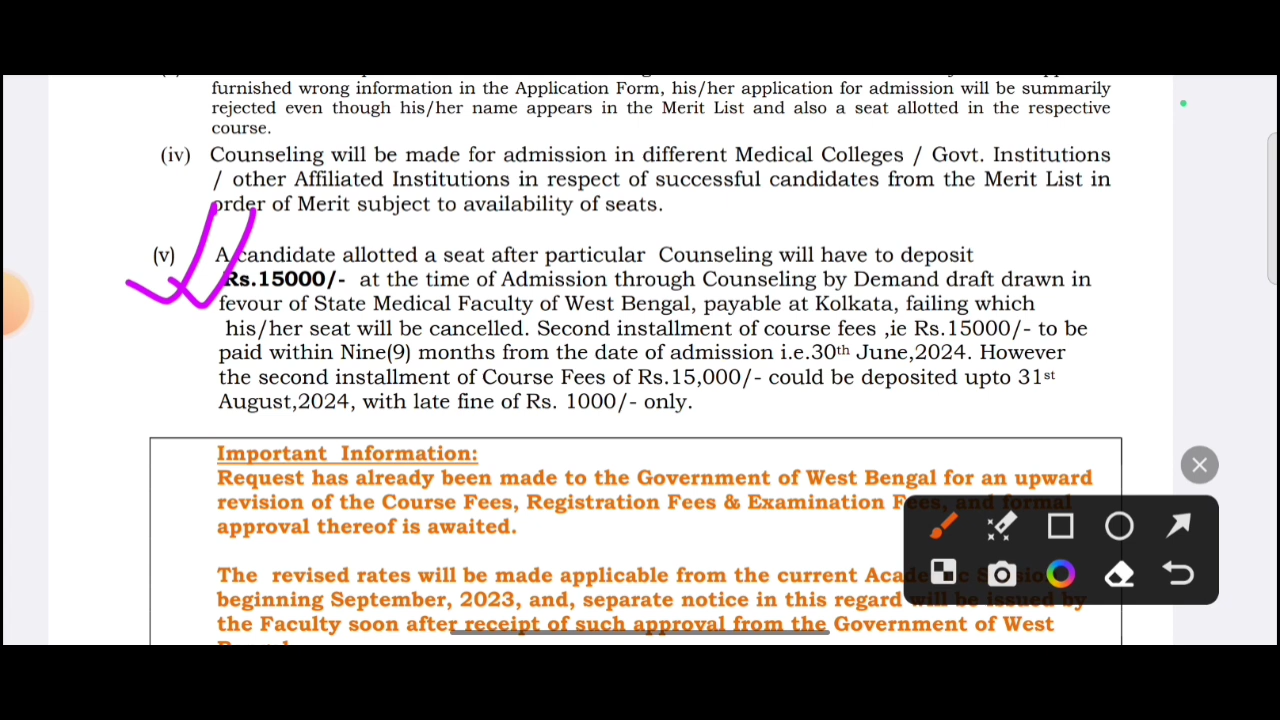 furnished wrong information in the Application Form, his/her application for admission will be summarily
rejected even though his/her name appears in the Merit List and also a seat allotted in the respective
course.
(iv) Counseling will be made for admission in different Medical Colleges / Govt. Institutions
/ other Affiliated Institutions in respect of successful candidates from the Merit List in
order of Merit subject to availability of seats.
(v) A candidate allotted a seat after particular Counseling will have to deposit
Rs.15000/- at the time of Admission through Counseling by Demand draft drawn in
fevour of State Medical Faculty of West Bengal, payable at Kolkata, failing which
his/her seat will be cancelled. Second installment of course fees ,ie Rs.15000/- to be
paid within Nine(9) months from the date of admission i.e.30th June,2024. However
the second installment of Course Fees of Rs.15,000/- could be deposited upto 31st
August,2024, with late fine of Rs. 1000/- only.
Important Information:
Request has already been made to the Government of West Bengal for an upward
revision of the Course Fees, Registration Fees & Examination Fees, and formal
approval thereof is awaited.
The revised rates will be made applicable from the current Academic Session
beginning September, 2023, and, separate notice in this regard will be issued by
the Faculty soon after receipt of such approval from the Government of West